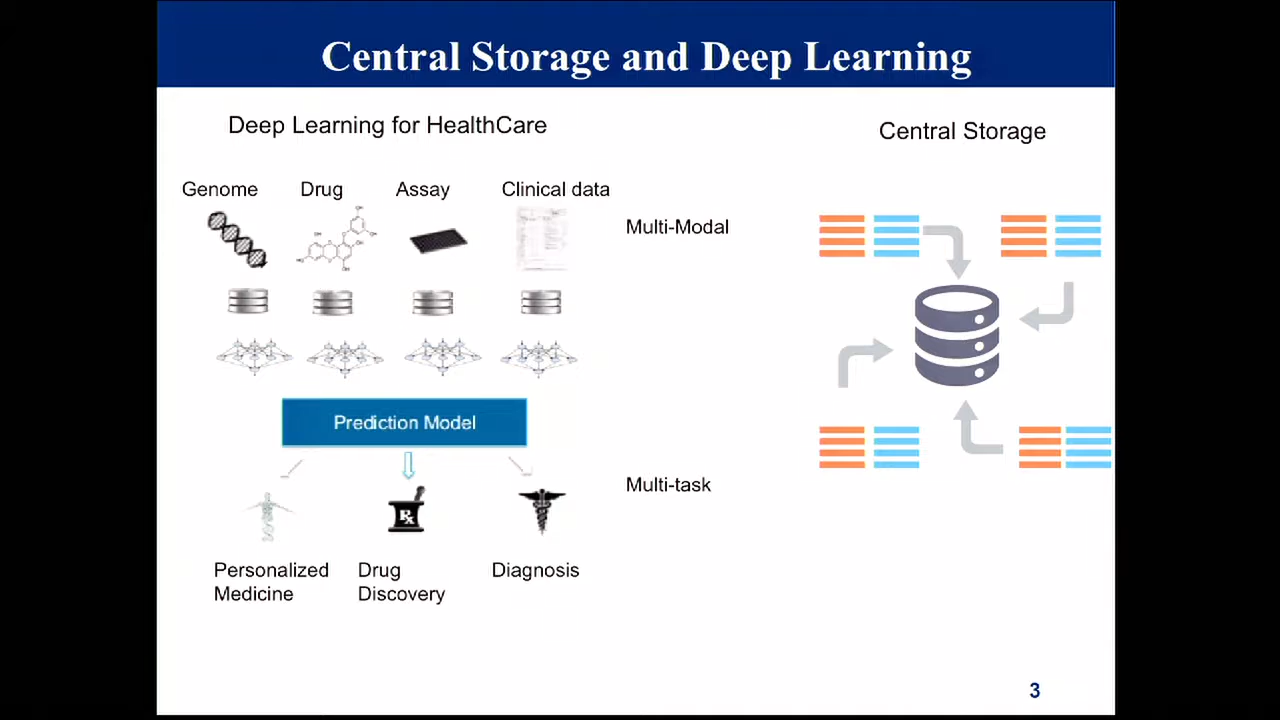 Central Storage and Deep Learning
Deep Learning for HealthCare
Central Storage
Genome
Drug
Assay
Clinical data
Multi-Modal
Prediction Model
Multi-task
Rx
Personalized
Medicine
Drug
Discovery
Diagnosis
3